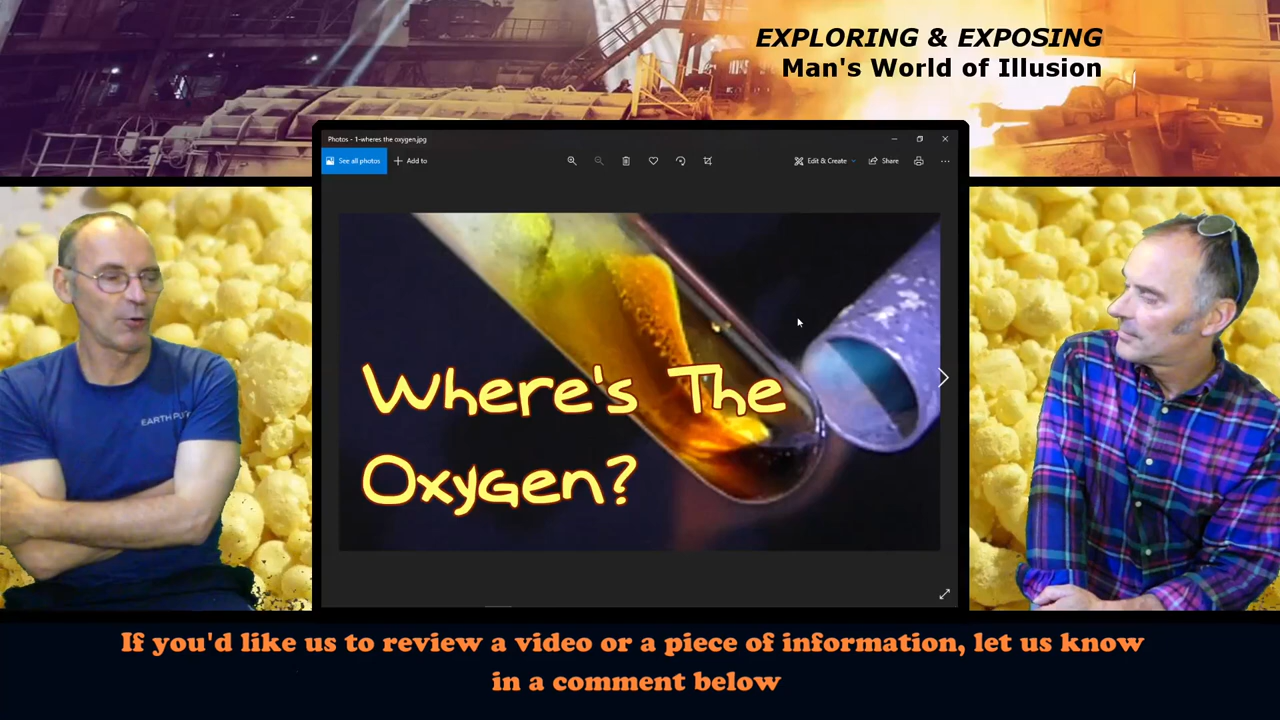 EXPLORING & EXPOSING
Man's World of Illusion
Photos - 1-wheres the oxygen.jpg
See all photos
Add to
Edit & Create
Share
Where's The
Oxygen?
EARTH
If you'd like us to review a video or a piece of information, let us know
in a comment below